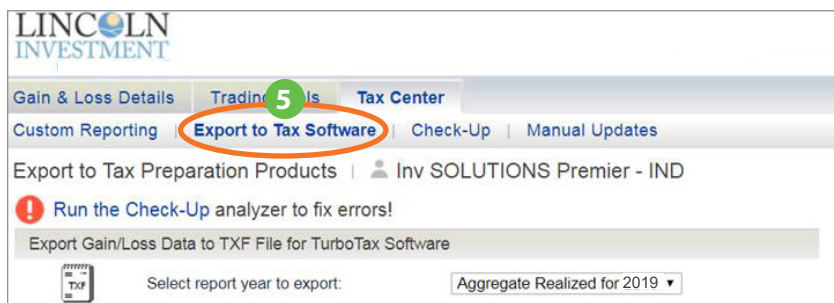 LINCOLN
INVESTMENT
Gain & Loss Details Trading ls Tax Center
5
Custom Reporting | Export to Tax Software | Check-Up | Manual Updates
Export to Tax Preparation Products | Inv SOLUTIONS Premier - IND
! Run the Check-Up analyzer to fix errors!
Export Gain/Loss Data to TXF File for TurboTax Software
TXF Select report year to export: Aggregate Realized for 2019 ▼